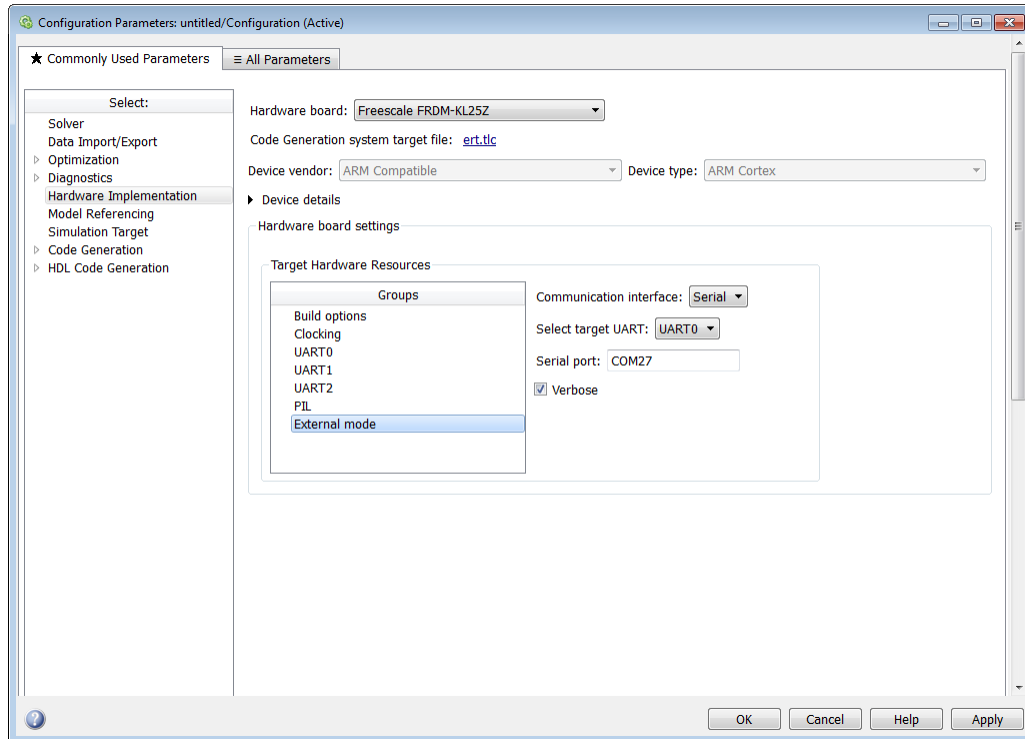 Configuration Parameters: untitled/Configuration (Active)
★ Commonly Used Parameters
≡ All Parameters
Select:
Solver
Data Import/Export
Optimization
Diagnostics
Hardware Implementation
Model Referencing
Simulation Target
Code Generation
HDL Code Generation
Hardware board: Freescale FRDM-KL25Z
Code Generation system target file: ert.tlc
Device vendor: ARM Compatible Device type: ARM Cortex
Device details
Hardware board settings
Target Hardware Resources
Groups
Build options
Clocking
UART0
UART1
UART2
PIL
External mode
Communication interface: Serial
Select target UART: UART0
Serial port: COM27
Verbose
OK Cancel Help Apply